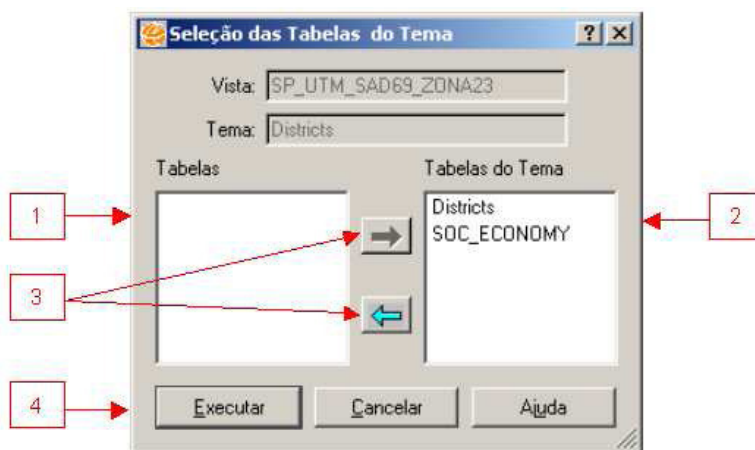 Seleção das Tabelas do Tema
Vista: SP_UTM_SAD69_ZONA23
Tema: Districts
Tabelas
Tabelas do Tema
1
Districts
2
SOC_ECONOMY
3
4
Executar
Cancelar
Ajuda